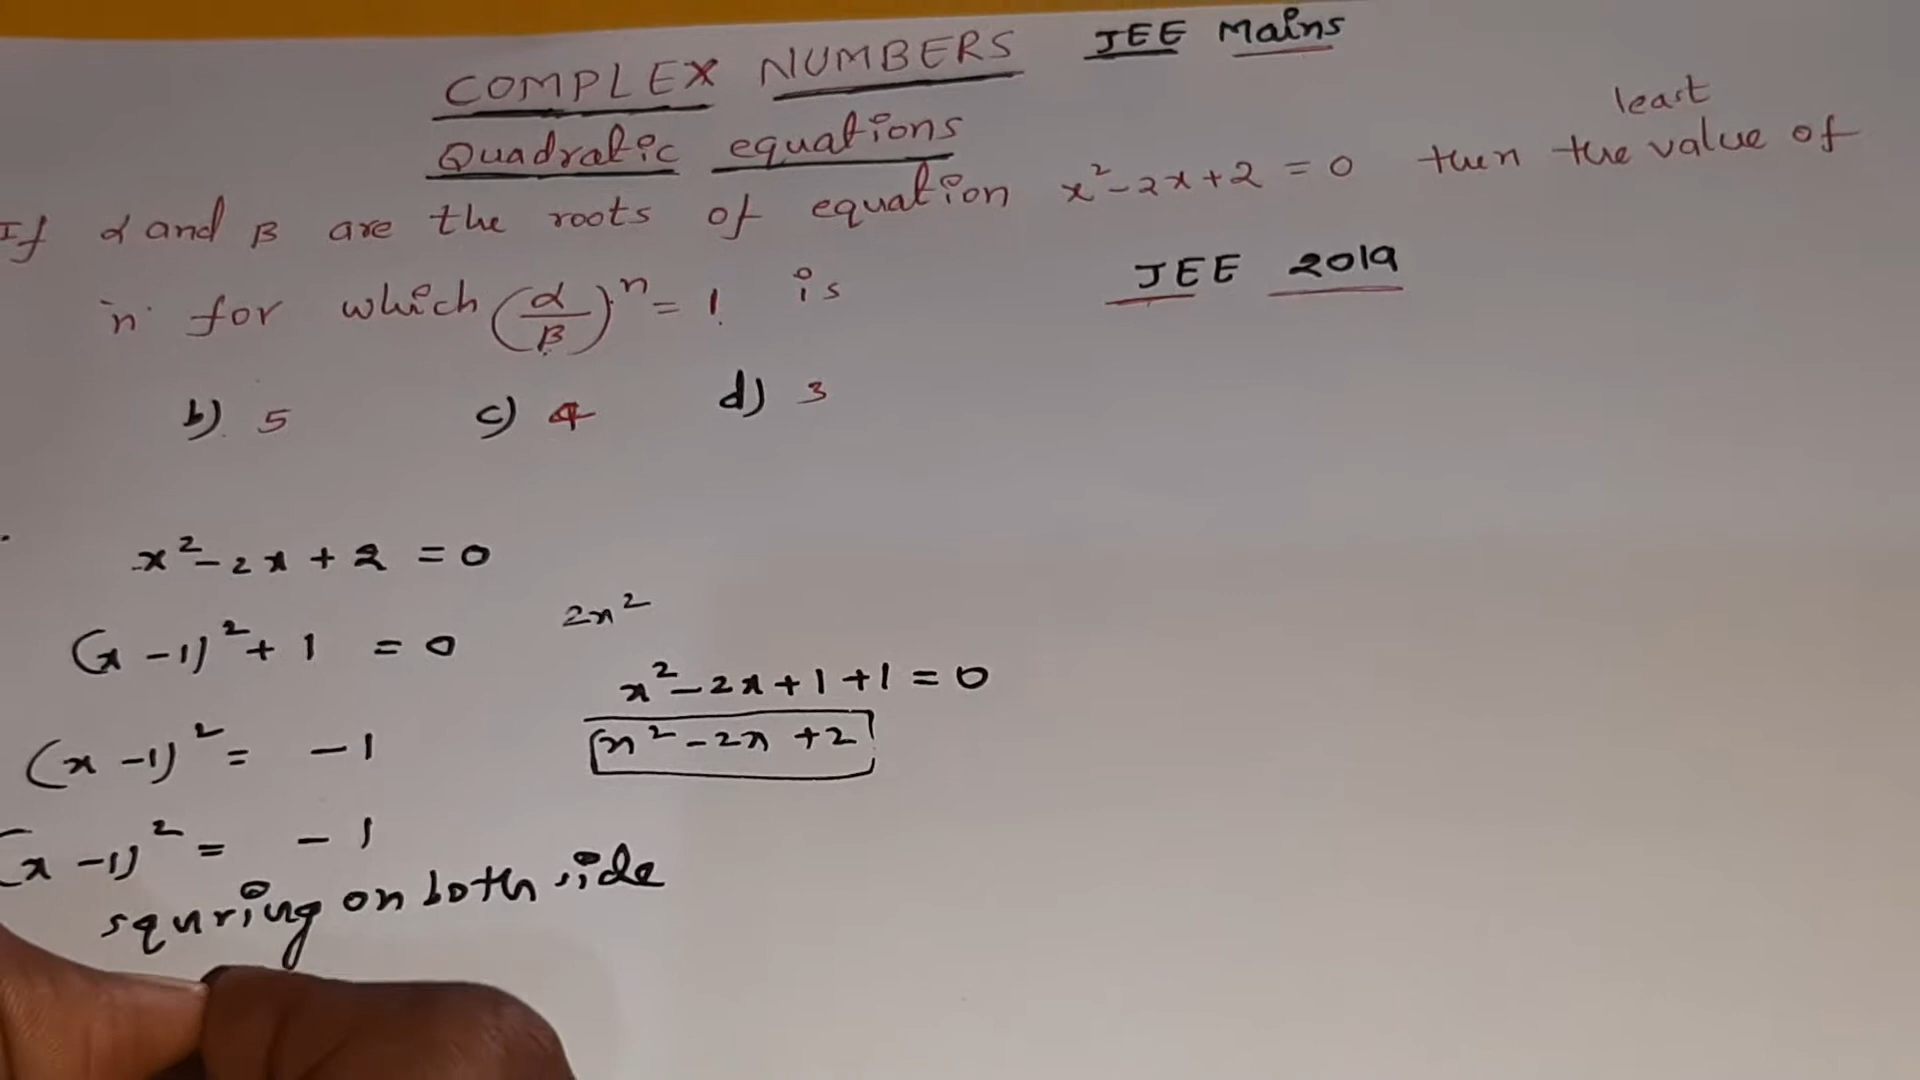 COMPLEX NUMBERS JEE Mains
Quadratic equations
least
If α and β are the roots of equation x²-2x+2 = 0 then the value of
'n' for which (α/β)ⁿ = 1 is
JEE 2019
b) 5 c) 4 d) 3
x²-2x+2 = 0
2x²
(x-1)²+1 = 0
x²-2x+1+1 = 0
x²-2x+2
(x-1)² = -1
(x-1)² = -1
squring on both side